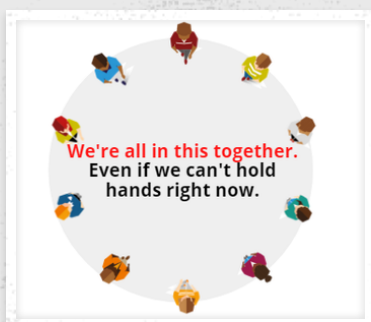 We're all in this together.
Even if we can't hold
hands right now.